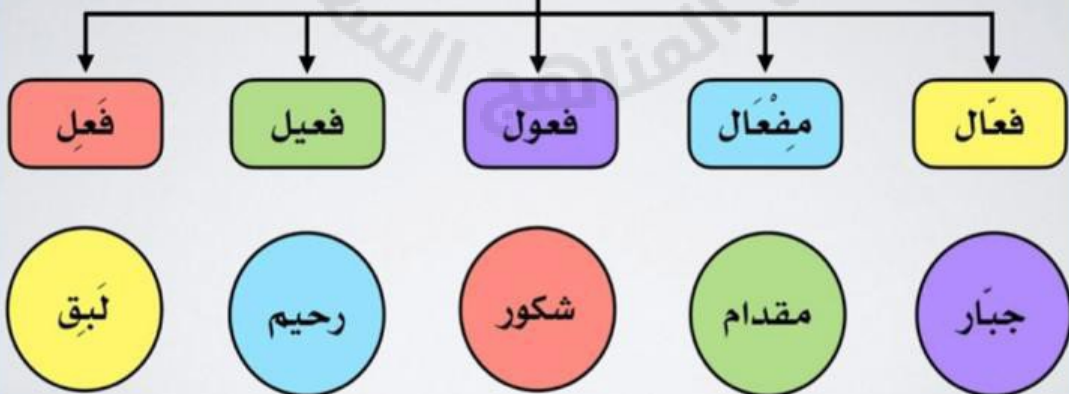 فعّال مِفْعَال فعول فعيل فَعِل
جبّار مقدام شكور رحيم لَبِق